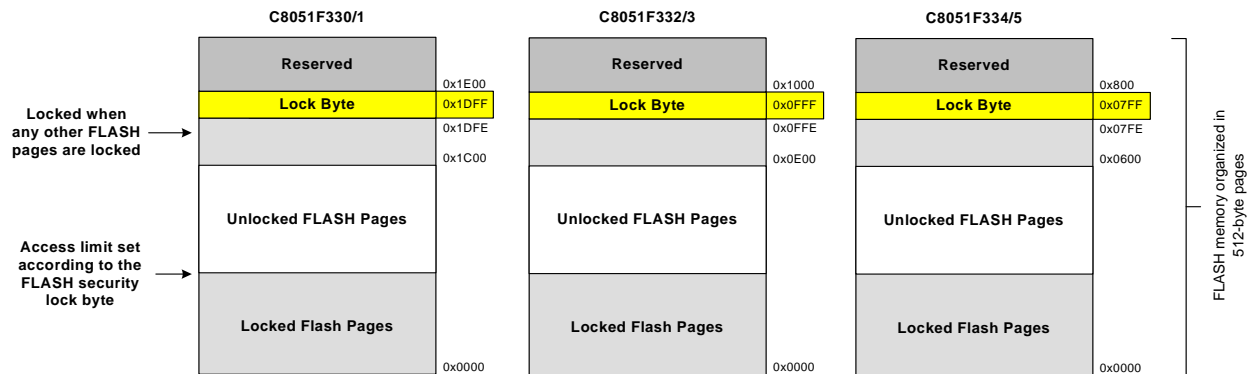 C8051F330/1
C8051F332/3
C8051F334/5
Locked when
any other FLASH
pages are locked
Access limit set
according to the
FLASH security
lock byte
Reserved
0x1E00
Lock Byte
0x1DFF
0x1DFE
0x1C00
Unlocked FLASH Pages
Locked Flash Pages
0x0000
Reserved
0x1000
Lock Byte
0x0FFF
0x0FFE
0x0E00
Unlocked FLASH Pages
Locked Flash Pages
0x0000
Reserved
0x800
Lock Byte
0x07FF
0x07FE
0x0600
Unlocked FLASH Pages
Locked Flash Pages
0x0000
FLASH memory organized in
512-byte pages